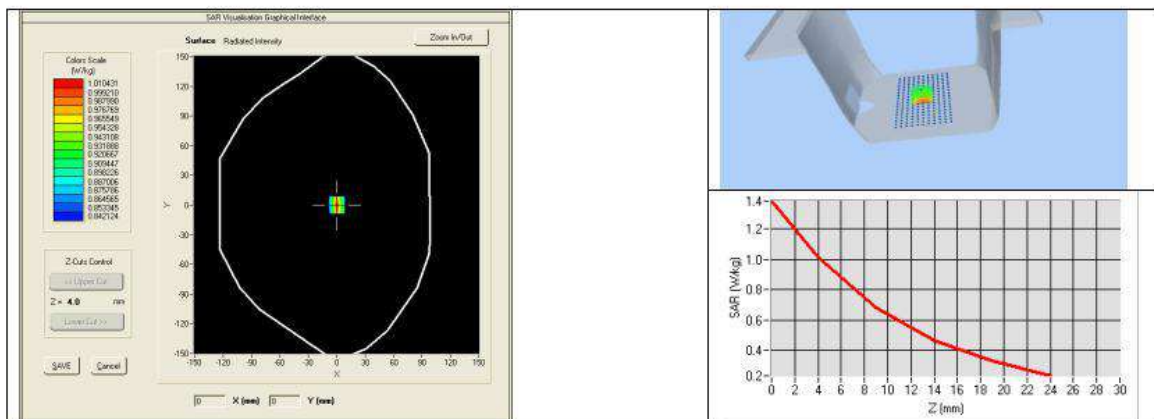 SAR Visualisation Graphical Interface
Surface Radiated Intensity
Zoom In/Out
Colors Scale
(W/kg)
1.010431
0.999210
0.987990
0.976769
0.965549
0.954328
0.943108
0.931888
0.920667
0.909447
0.898226
0.887006
0.875786
0.864565
0.853345
0.842124
Z-Cuts Control
<< Upper Cut
Z = 4.0 mm
Lower Cut >>
SAVE Cancel
150
120
90
60
30
0
-30
-60
-90
-120
-150
Y
-150 -120 -90 -60 -30 0 30 60 90 120 150
X
0 X (mm) 0 Y (mm)
1.4
1.2
1.0
0.8
0.6
0.4
0.2
SAR (W/kg)
0 2 4 6 8 10 12 14 16 18 20 22 24 26 28 30
Z (mm)